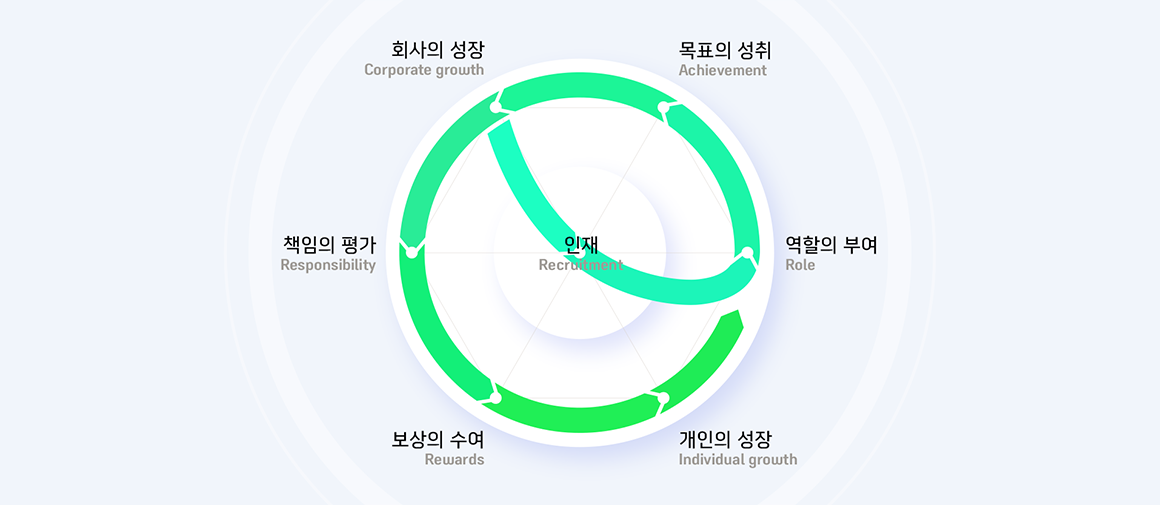 회사의 성장
Corporate growth
목표의 성취
Achievement
책임의 평가
Responsibility
인재
Recruitment
역할의 부여
Role
보상의 수여
Rewards
개인의 성장
Individual growth